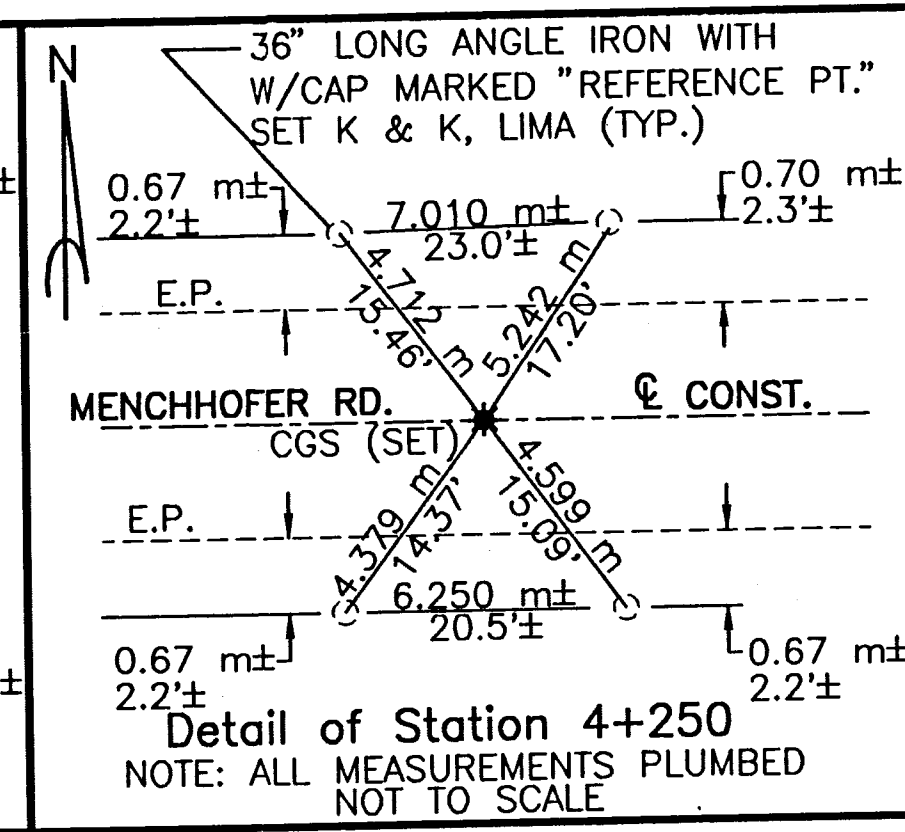 36" LONG ANGLE IRON WITH
W/CAP MARKED "REFERENCE PT."
SET K & K, LIMA (TYP.)
N
±
0.67 m±
2.2'±
7.010 m±
23.0'±
0.70 m±
2.3'±
4.712 m
15.46'
5.242 m
17.20'
E.P.
MENCHHOFER RD.
℄ CONST.
CGS (SET)
4.379 m
14.37'
4.599 m
15.09'
E.P.
6.250 m±
20.5'±
0.67 m±
2.2'±
0.67 m±
2.2'±
±
Detail of Station 4+250
NOTE: ALL MEASUREMENTS PLUMBED
NOT TO SCALE